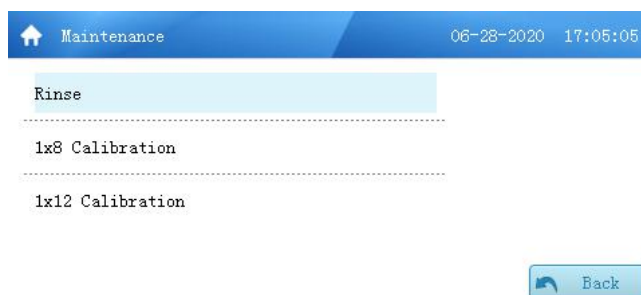 Maintenance 06-28-2020 17:05:05
Rinse
1x8 Calibration
1x12 Calibration
Back